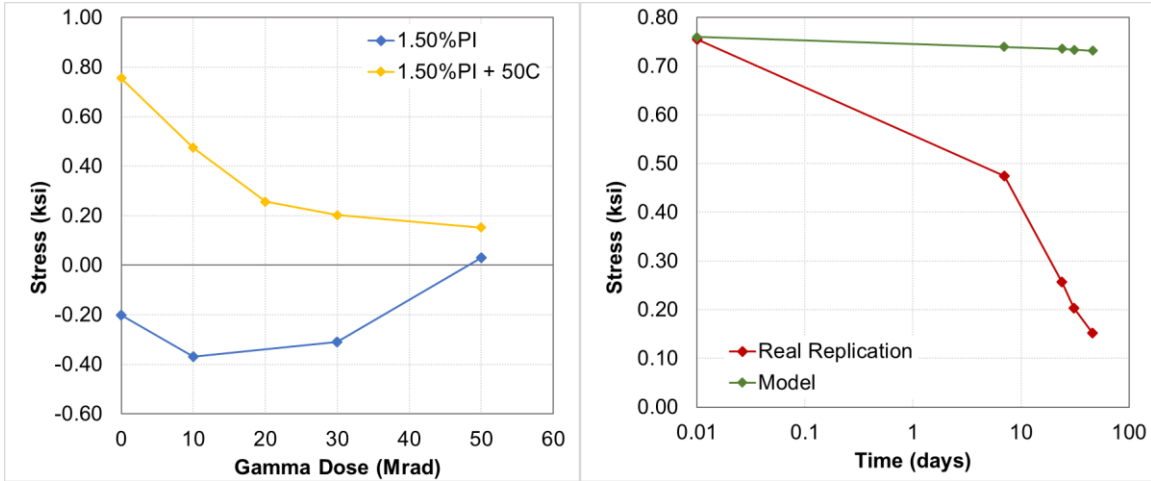 1.00
0.80
0.60
0.40
0.20
0.00
-0.20
-0.40
-0.60
Stress (ksi)
1.50%PI
1.50%PI + 50C
0 10 20 30 40 50 60
Gamma Dose (Mrad)
0.80
0.70
0.60
0.50
0.40
0.30
0.20
0.10
0.00
Stress (ksi)
Real Replication
Model
0.01 0.1 1 10 100
Time (days)